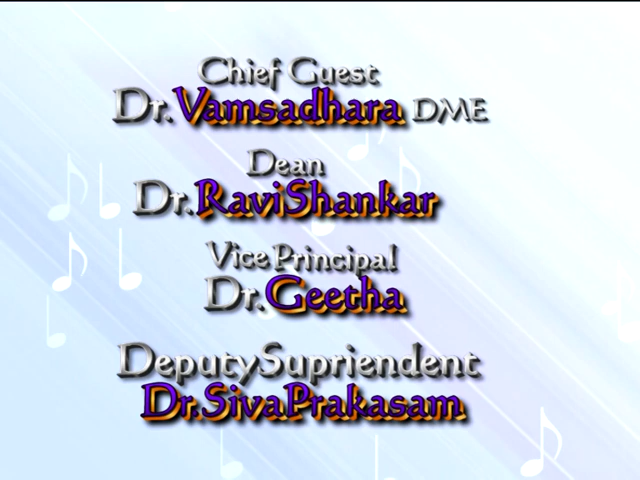 Chief Guest
Dr.Vamsadhara DME
Dean
Dr.RaviShankar
Vice Principal
Dr.Geetha
DeputySupriendent
Dr.SivaPrakasam